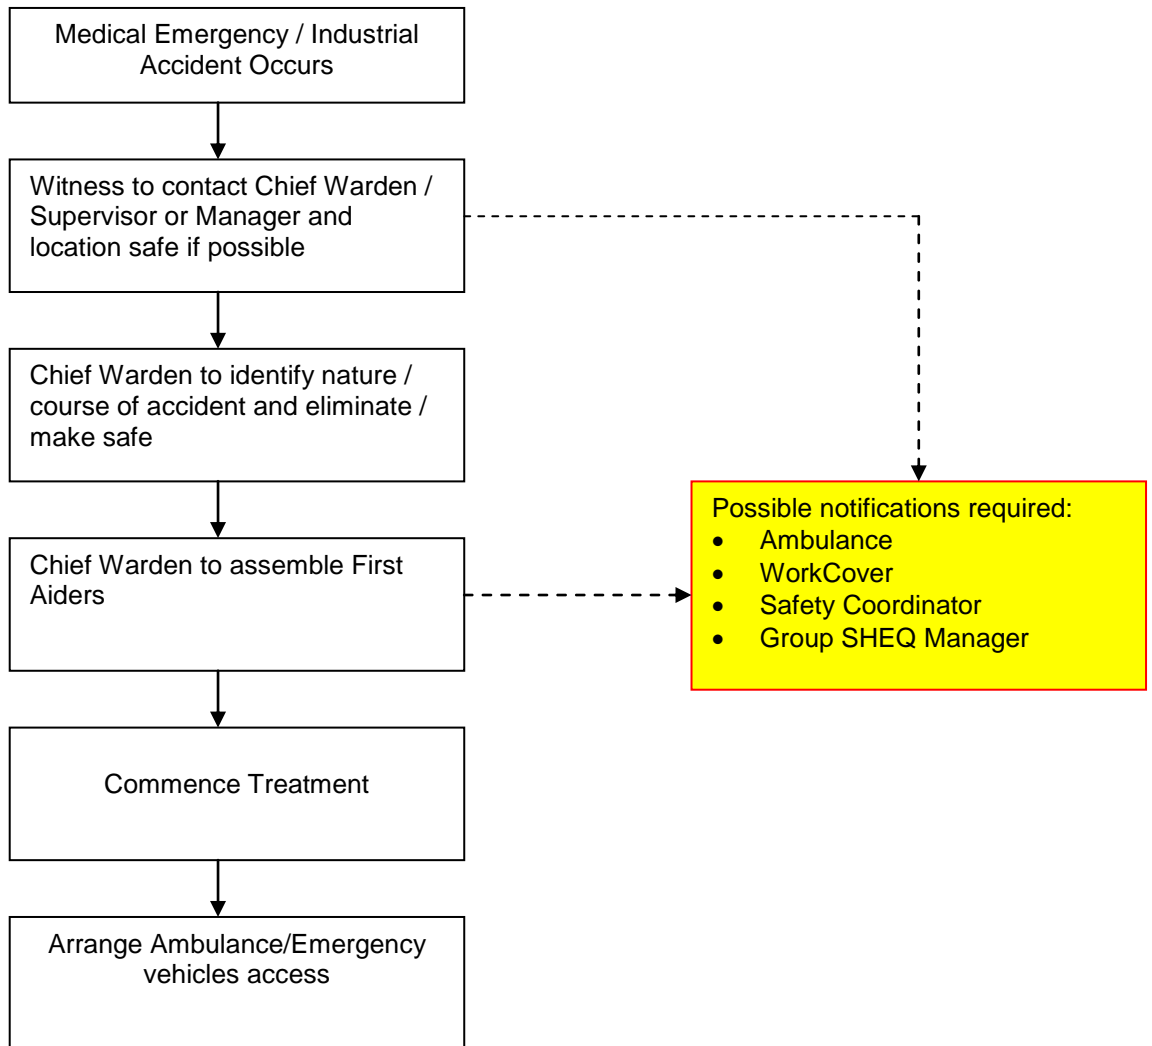 Medical Emergency / Industrial
Accident Occurs
Witness to contact Chief Warden /
Supervisor or Manager and
location safe if possible
Chief Warden to identify nature /
course of accident and eliminate /
make safe
Chief Warden to assemble First
Aiders
Possible notifications required:
• Ambulance
• WorkCover
• Safety Coordinator
• Group SHEQ Manager
Commence Treatment
Arrange Ambulance/Emergency
vehicles access